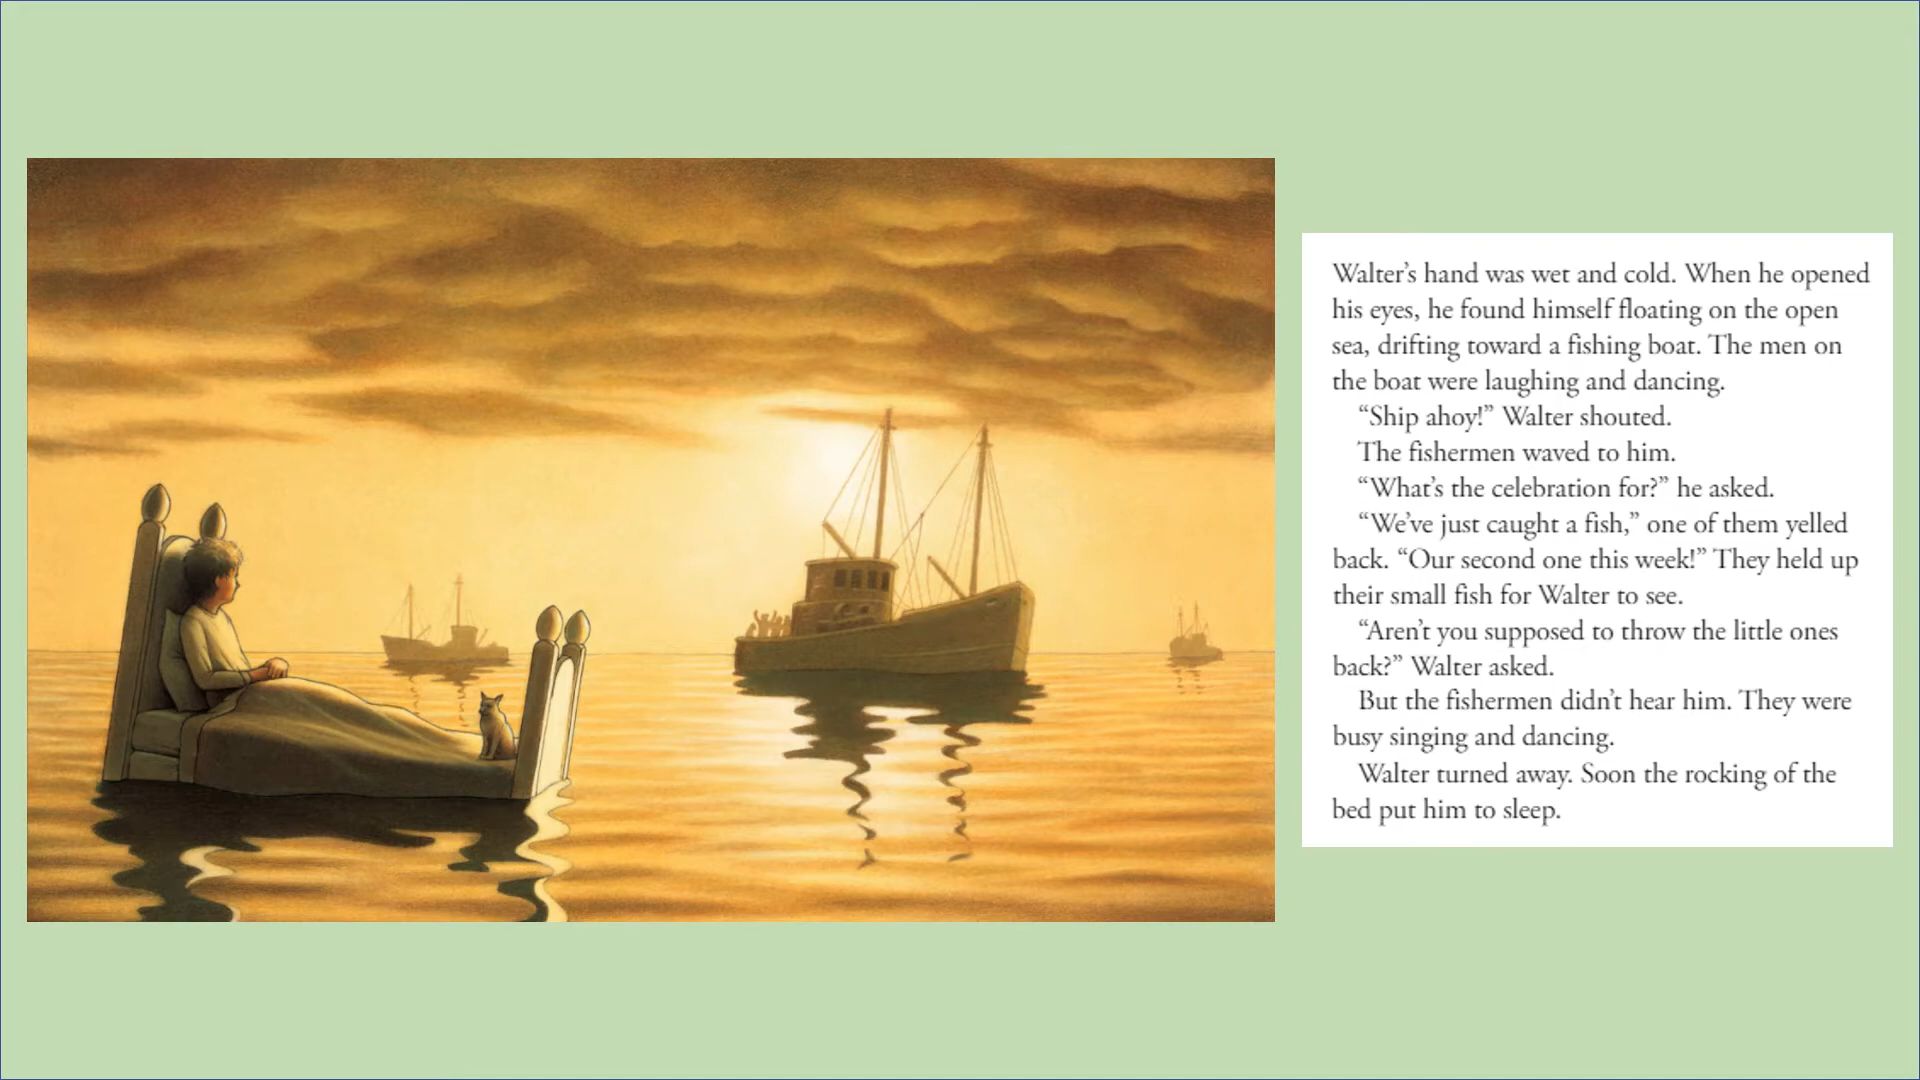 Walter’s hand was wet and cold. When he opened
his eyes, he found himself floating on the open
sea, drifting toward a fishing boat. The men on
the boat were laughing and dancing.
“Ship ahoy!” Walter shouted.
The fishermen waved to him.
“What’s the celebration for?” he asked.
“We’ve just caught a fish,” one of them yelled
back. “Our second one this week!” They held up
their small fish for Walter to see.
“Aren’t you supposed to throw the little ones
back?” Walter asked.
But the fishermen didn’t hear him. They were
busy singing and dancing.
Walter turned away. Soon the rocking of the
bed put him to sleep.